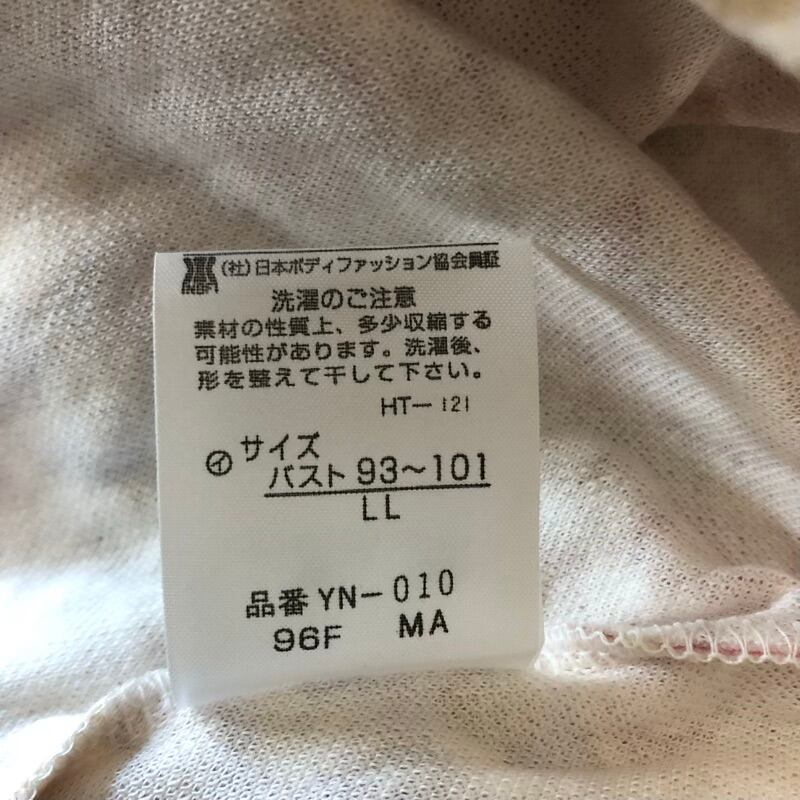 (社)日本ボディファッション協会員証
洗濯のご注意
素材の性質上、多少収縮する
可能性があります。洗濯後、
形を整えて干して下さい。
HT-121
㋑サイズ
バスト93〜101
LL
品番YN-010
96F MA